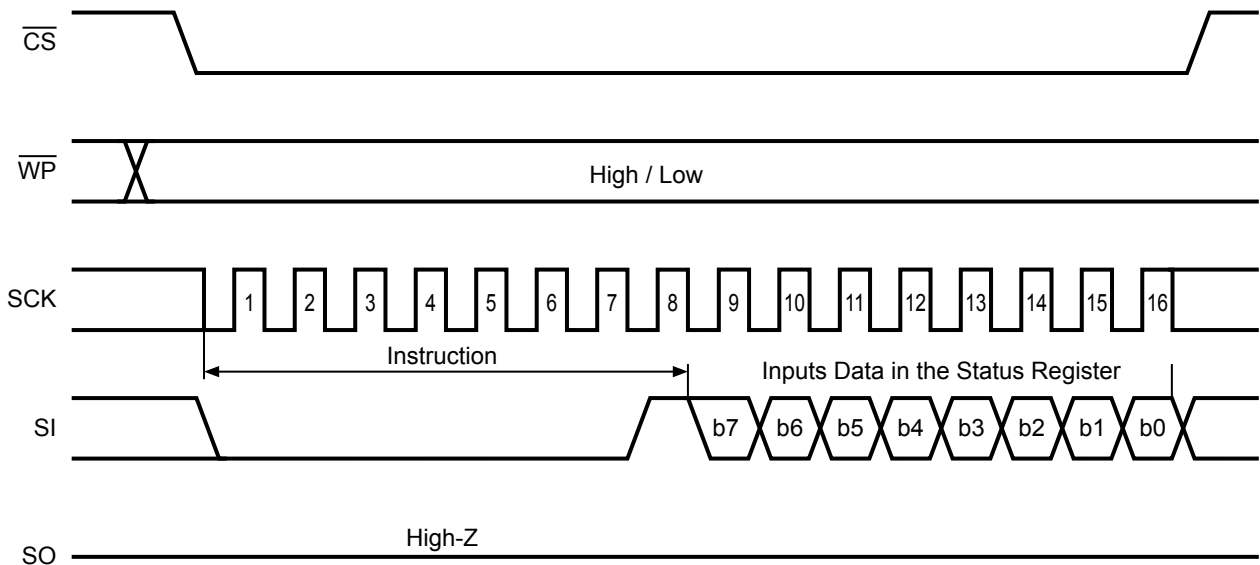 CS
WP
High / Low
SCK
1 2 3 4 5 6 7 8 9 10 11 12 13 14 15 16
Instruction
Inputs Data in the Status Register
SI
b7 b6 b5 b4 b3 b2 b1 b0
High-Z
SO